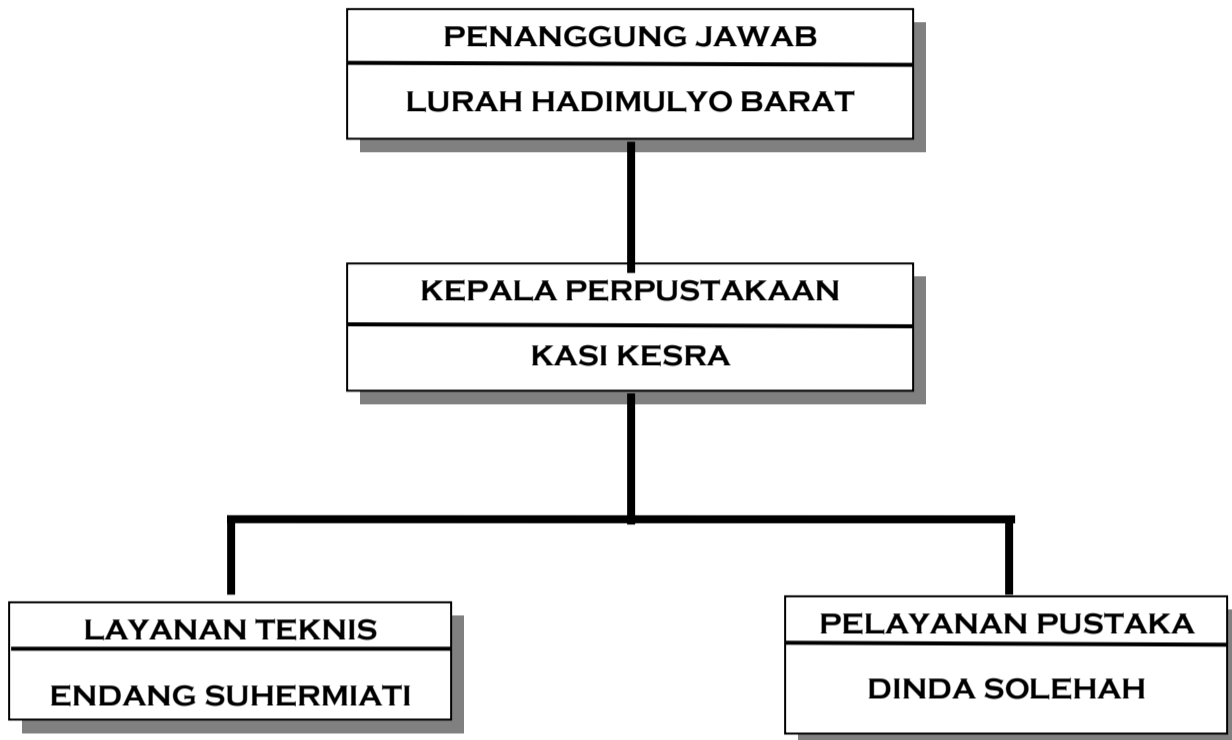 PENANGGUNG JAWAB
LURAH HADIMULYO BARAT
KEPALA PERPUSTAKAAN
KASI KESRA
LAYANAN TEKNIS
ENDANG SUHERMIATI
PELAYANAN PUSTAKA
DINDA SOLEHAH